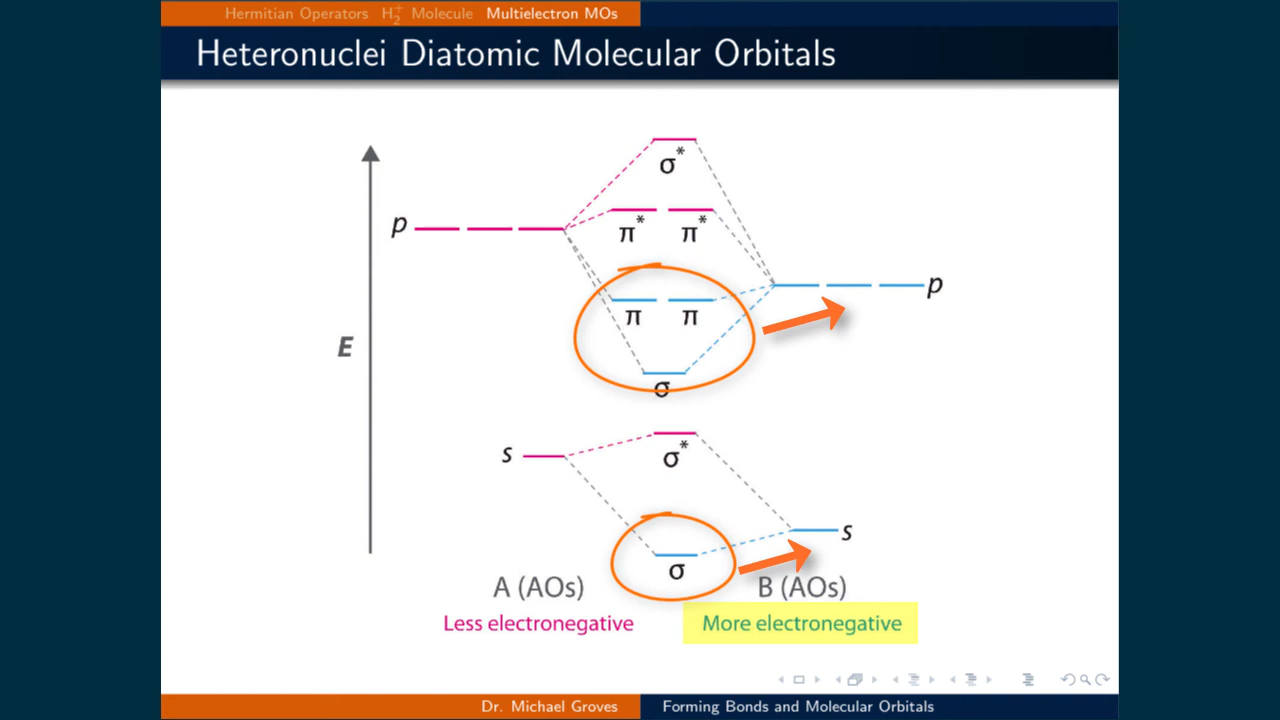 Hermitian Operators H₂⁺ Molecule Multielectron MOs
Heteronuclei Diatomic Molecular Orbitals
σ*
p
π* π*
p
π π
E
σ
s
σ*
s
σ
A (AOs) B (AOs)
Less electronegative More electronegative
Dr. Michael Groves Forming Bonds and Molecular Orbitals